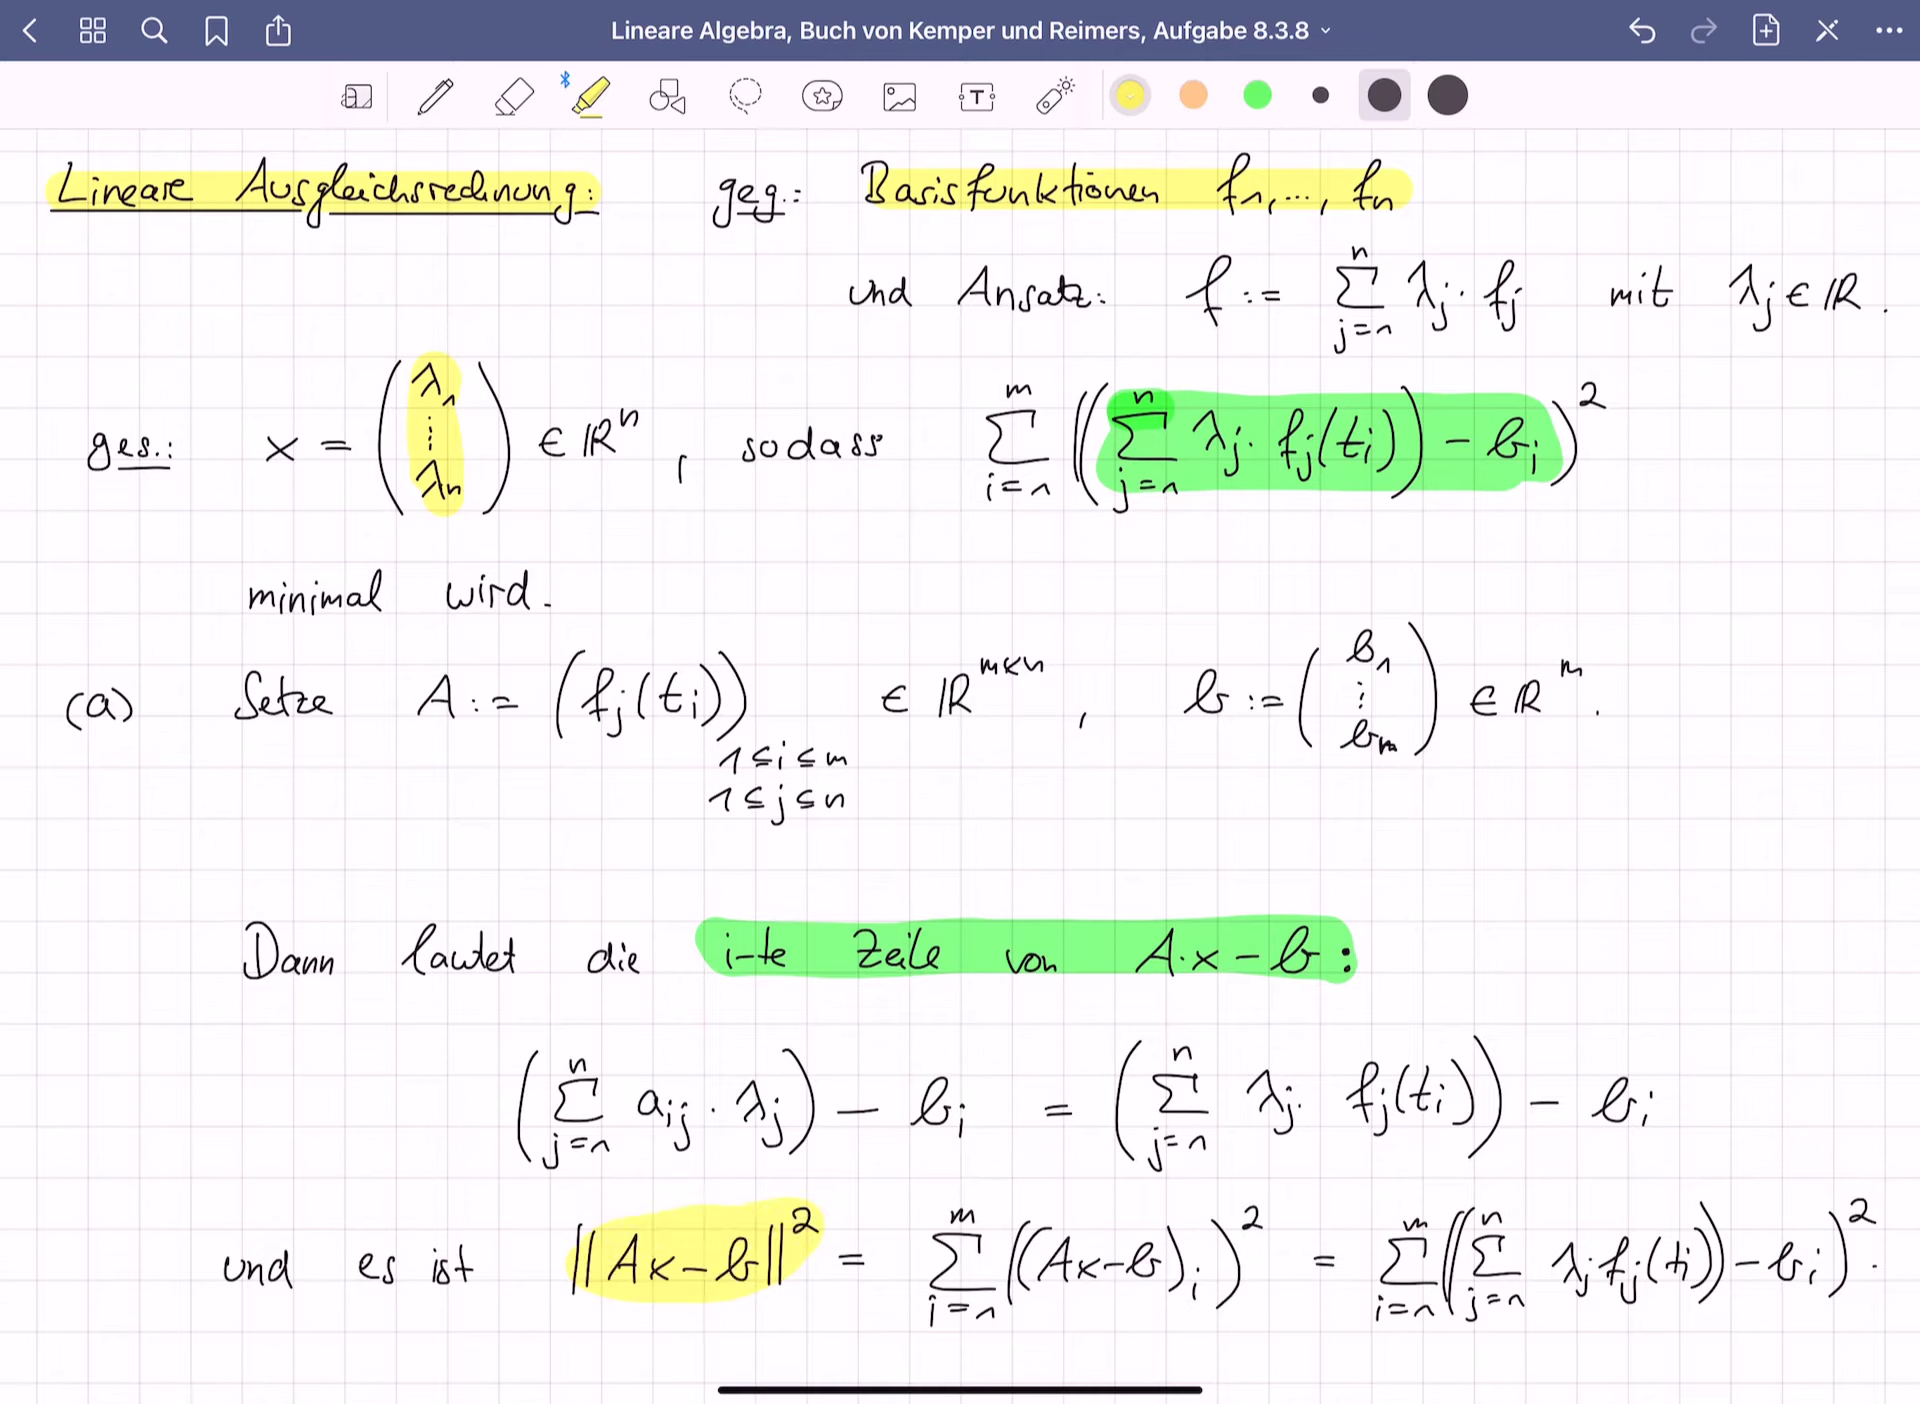 Lineare Algebra, Buch von Kemper und Reimers, Aufgabe 8.3.8
Lineare Ausgleichsrechnung: geg.: Basisfunktionen f₁,..., fₙ
und Ansatz: f := ∑_{j=1}^{n} λⱼ · fⱼ mit λⱼ ∈ ℝ.
ges.: x = (λ₁ ⋮ λₙ) ∈ ℝⁿ, sodass ∑_{i=1}^{m} ((∑_{j=1}^{n} λⱼ · fⱼ(tᵢ)) - bᵢ)²
minimal wird.
(a) Setze A := (fⱼ(tᵢ))_{1≤i≤m, 1≤j≤n} ∈ ℝ^{m×n}, b := (b₁ ⋮ bₘ) ∈ ℝᵐ.
Dann lautet die i-te Zeile von A·x - b:
(∑_{j=1}^{n} aᵢⱼ · λⱼ) - bᵢ = (∑_{j=1}^{n} λⱼ · fⱼ(tᵢ)) - bᵢ
und es ist ||Ax-b||² = ∑_{i=1}^{m} ((Ax-b)ᵢ)² = ∑_{i=1}^{m} ((∑_{j=1}^{n} λⱼ fⱼ(tᵢ)) - bᵢ)².